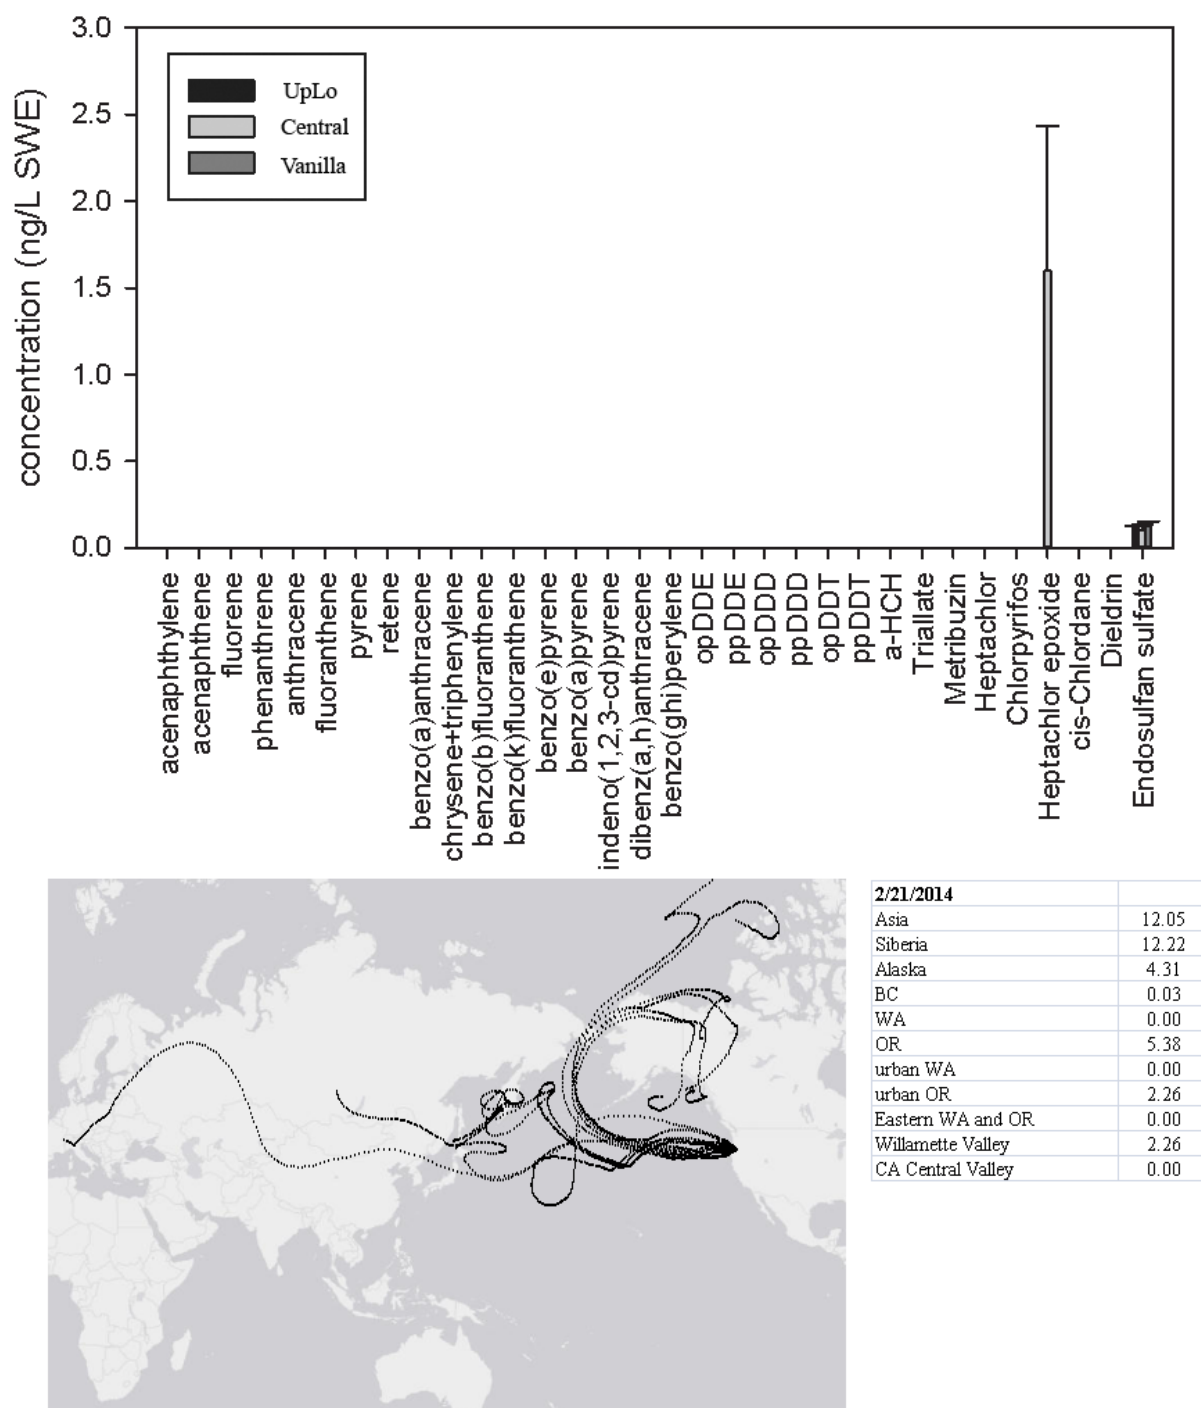 3.0
2.5
2.0
1.5
1.0
0.5
0.0
concentration (ng/L SWE)
UpLo
Central
Vanilla
acenaphthylene
acenaphthene
fluorene
phenanthrene
anthracene
fluoranthene
pyrene
retene
benzo(a)anthracene
chrysene+triphenylene
benzo(b)fluoranthene
benzo(k)fluoranthene
benzo(e)pyrene
benzo(a)pyrene
indeno(1,2,3-cd)pyrene
dibenz(a,h)anthracene
benzo(ghi)perylene
opDDE
ppDDE
opDDD
ppDDD
opDDT
ppDDT
a-HCH
Triallate
Metribuzin
Heptachlor
Chlorpyrifos
Heptachlor epoxide
cis-Chlordane
Dieldrin
Endosulfan sulfate
2/21/2014
Asia 12.05
Siberia 12.22
Alaska 4.31
BC 0.03
WA 0.00
OR 5.38
urban WA 0.00
urban OR 2.26
Eastern WA and OR 0.00
Willamette Valley 2.26
CA Central Valley 0.00